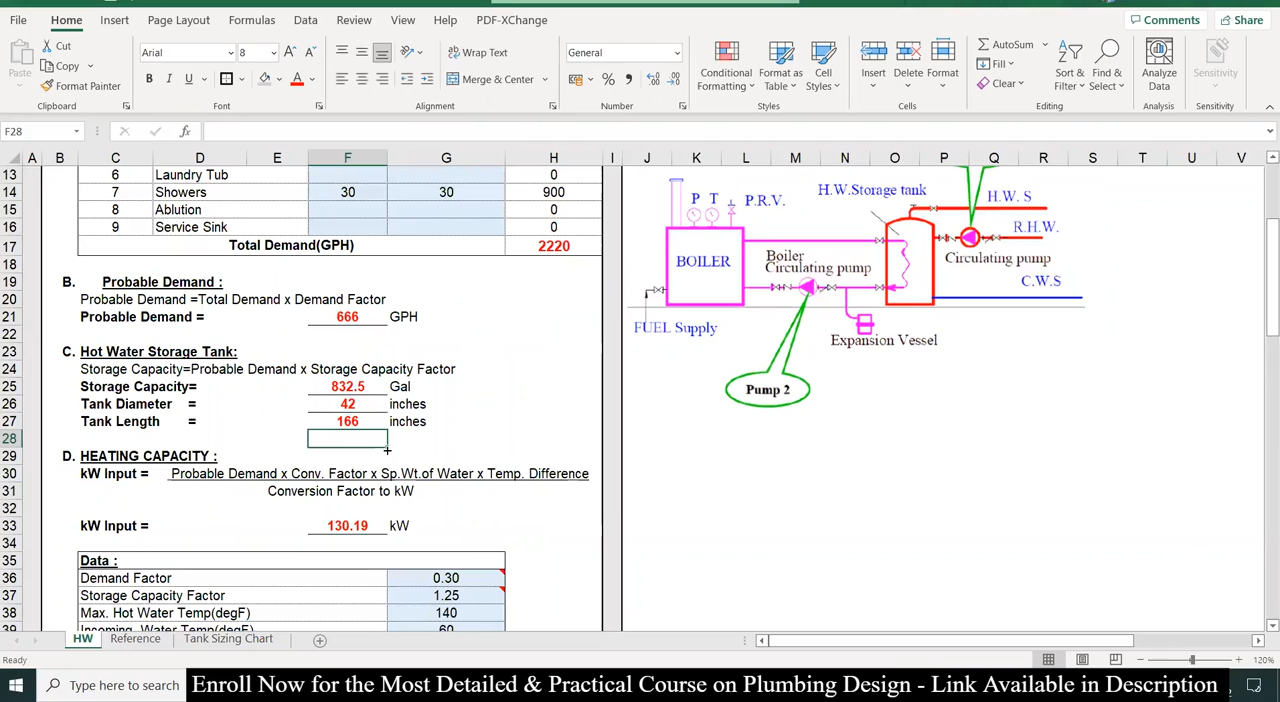 File Home Insert Page Layout Formulas Data Review View Help PDF-XChange Comments Share
Cut
Copy
Format Painter
Paste
Arial
Wrap Text
Merge & Center
General
Conditional Formatting
Format as Table
Cell Styles
Insert Delete Format
AutoSum
Fill
Clear
Sort & Filter
Find & Select
Analyze Data
Sensitivity
Clipboard Font Alignment Number Styles Cells Editing Analysis Sensitivity
F28 fx
A B C D E F G H I J K L M N O P Q R S T U V
13 6 Laundry Tub 0
14 7 Showers 30 30 900
15 8 Ablution 0
16 9 Service Sink 0
17 Total Demand(GPH) 2220
18
19 B. Probable Demand :
20 Probable Demand =Total Demand x Demand Factor
21 Probable Demand = 666 GPH
22
23 C. Hot Water Storage Tank:
24 Storage Capacity=Probable Demand x Storage Capacity Factor
25 Storage Capacity= 832.5 Gal
26 Tank Diameter = 42 inches
27 Tank Length = 166 inches
28
29 D. HEATING CAPACITY :
30 kW Input = Probable Demand x Conv. Factor x Sp.Wt.of Water x Temp. Difference
31 Conversion Factor to kW
32
33 kW Input = 130.19 kW
34
35 Data :
36 Demand Factor 0.30
37 Storage Capacity Factor 1.25
38 Max. Hot Water Temp(degF) 140
39 Incoming Water Temp(degF) 60
P T P.R.V.
H.W.Storage tank
H.W. S
R.H.W.
BOILER
Boiler
Circulating pump
Circulating pump
C.W.S
FUEL Supply
Expansion Vessel
Pump 2
HW Reference Tank Sizing Chart
Ready
120%
Type here to search
Enroll Now for the Most Detailed & Practical Course on Plumbing Design - Link Available in Description